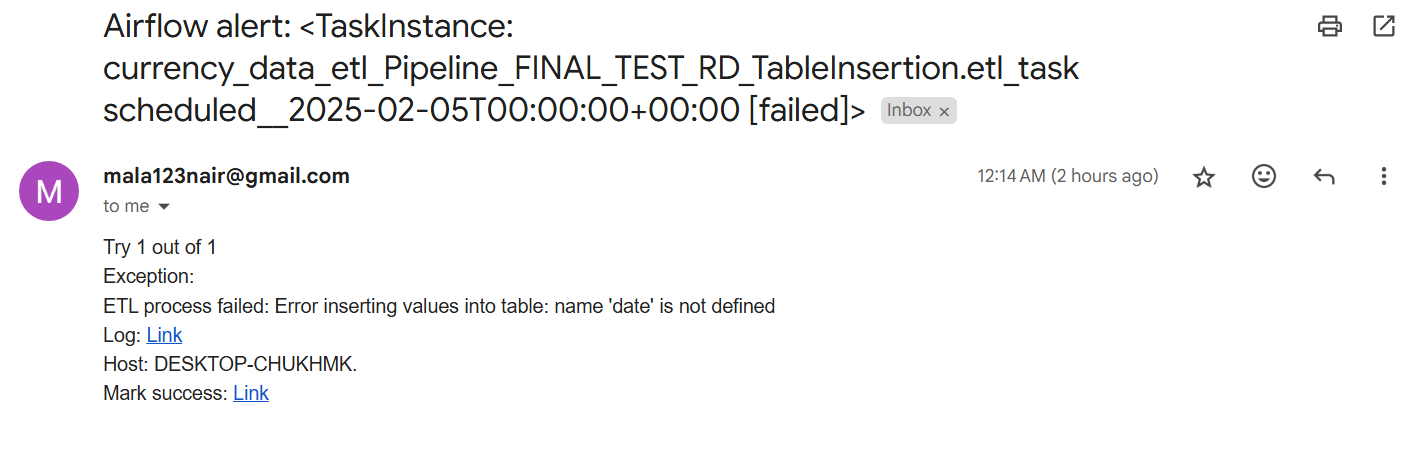 Airflow alert: <TaskInstance:
currency_data_etl_Pipeline_FINAL_TEST_RD_TableInsertion.etl_task
scheduled__2025-02-05T00:00:00+00:00 [failed]> Inbox ×
M
mala123nair@gmail.com 12:14 AM (2 hours ago)
to me
Try 1 out of 1
Exception:
ETL process failed: Error inserting values into table: name 'date' is not defined
Log: Link
Host: DESKTOP-CHUKHMK.
Mark success: Link